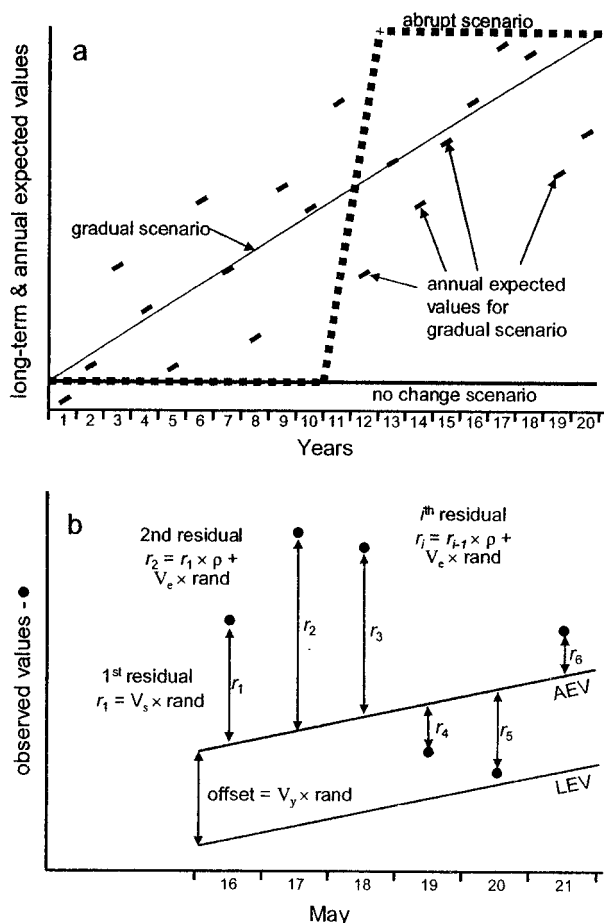 a
abrupt scenario
long-term & annual expected values
gradual scenario
annual expected
values for
gradual scenario
no change scenario
1 2 3 4 5 6 7 8 9 10 11 12 13 14 15 16 17 18 19 20
Years
b
observed values - ●
2nd residual
r₂ = r₁ × ρ +
Vₑ × rand
iᵗʰ residual
rᵢ = rᵢ₋₁ × ρ +
Vₑ × rand
1st residual
r₁ = Vₛ × rand
r₁
r₂
r₃
r₄
r₅
r₆
AEV
offset = Vᵧ × rand
LEV
16 17 18 19 20 21
May